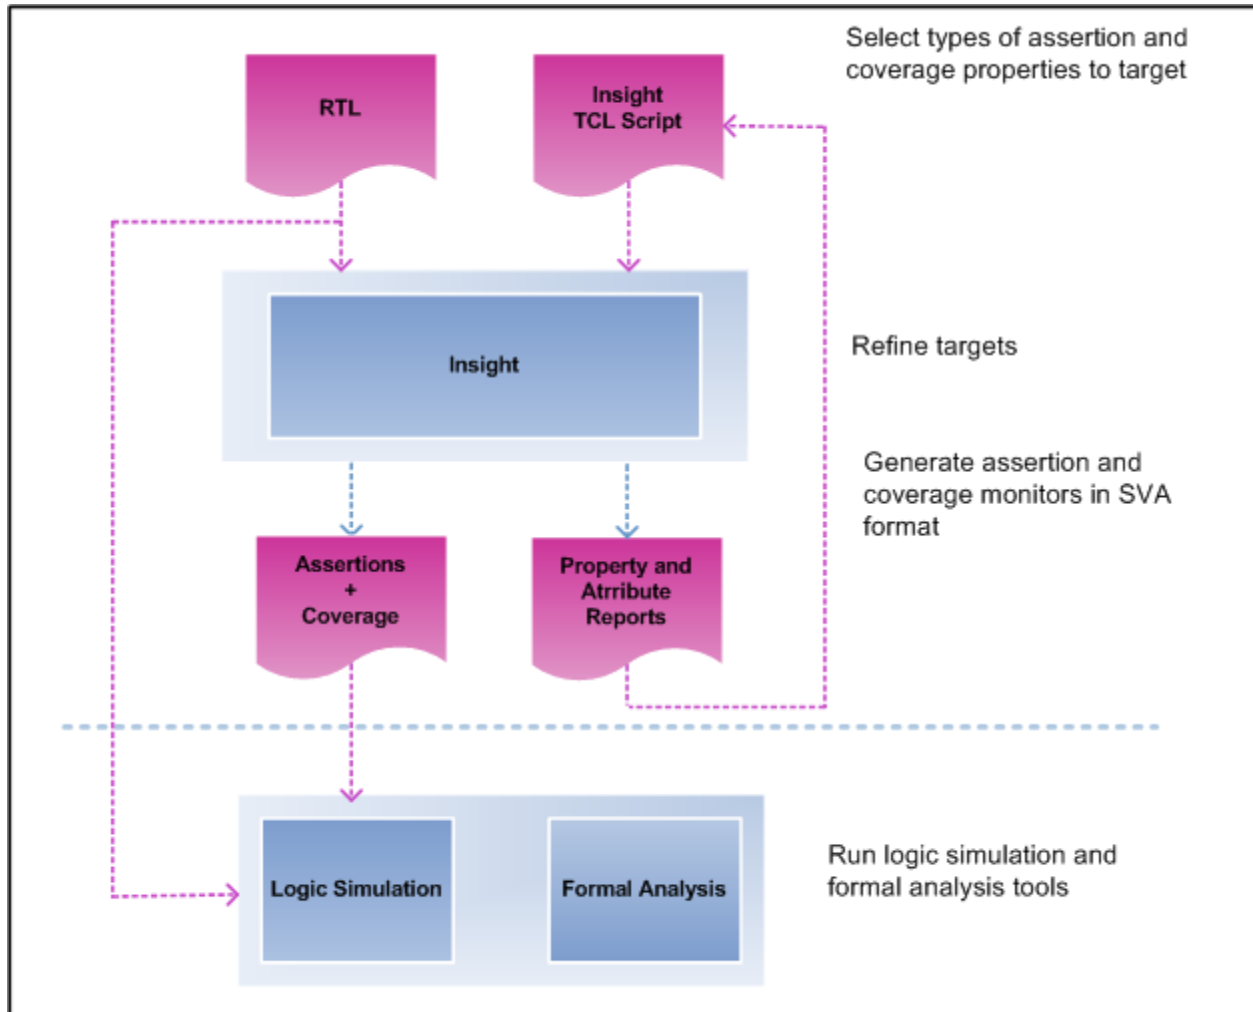 Select types of assertion and
coverage properties to target
RTL
Insight
TCL Script
Insight
Refine targets
Generate assertion and
coverage monitors in SVA
format
Assertions
+
Coverage
Property and
Atrribute
Reports
Logic Simulation
Formal Analysis
Run logic simulation and
formal analysis tools